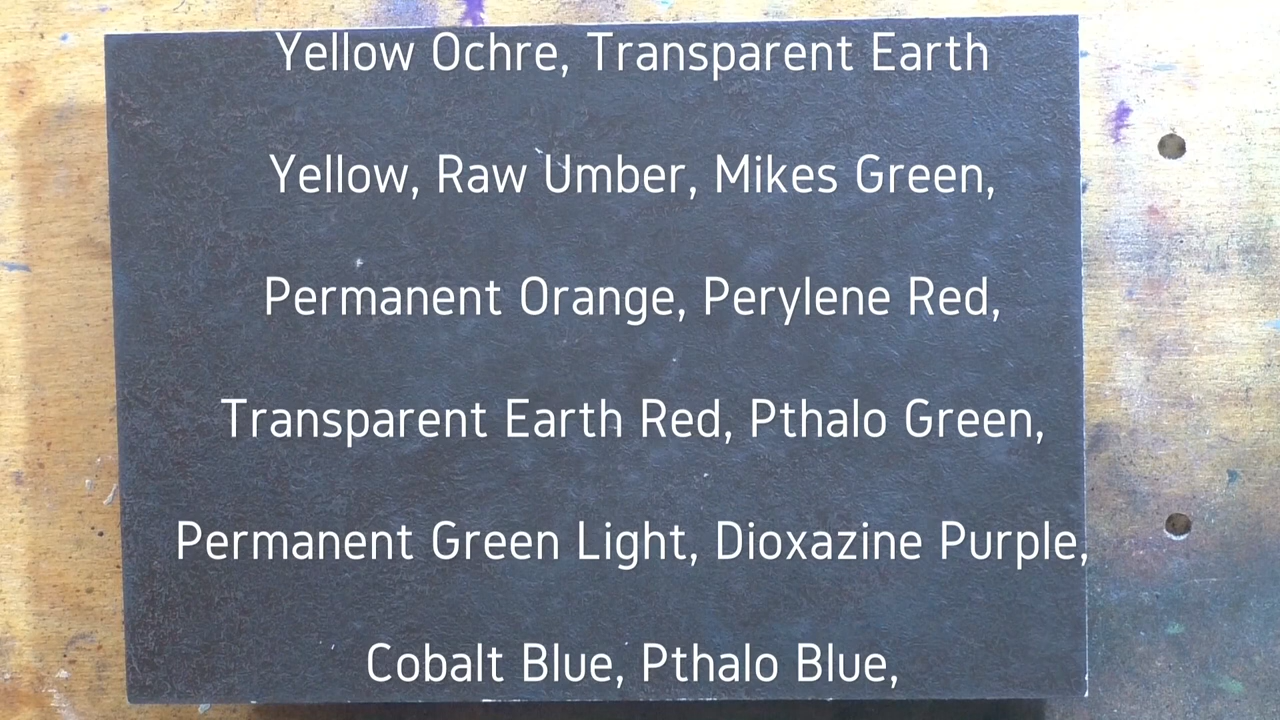 Yellow Ochre, Transparent Earth
Yellow, Raw Umber, Mikes Green,
Permanent Orange, Perylene Red,
Transparent Earth Red, Pthalo Green,
Permanent Green Light, Dioxazine Purple,
Cobalt Blue, Pthalo Blue,